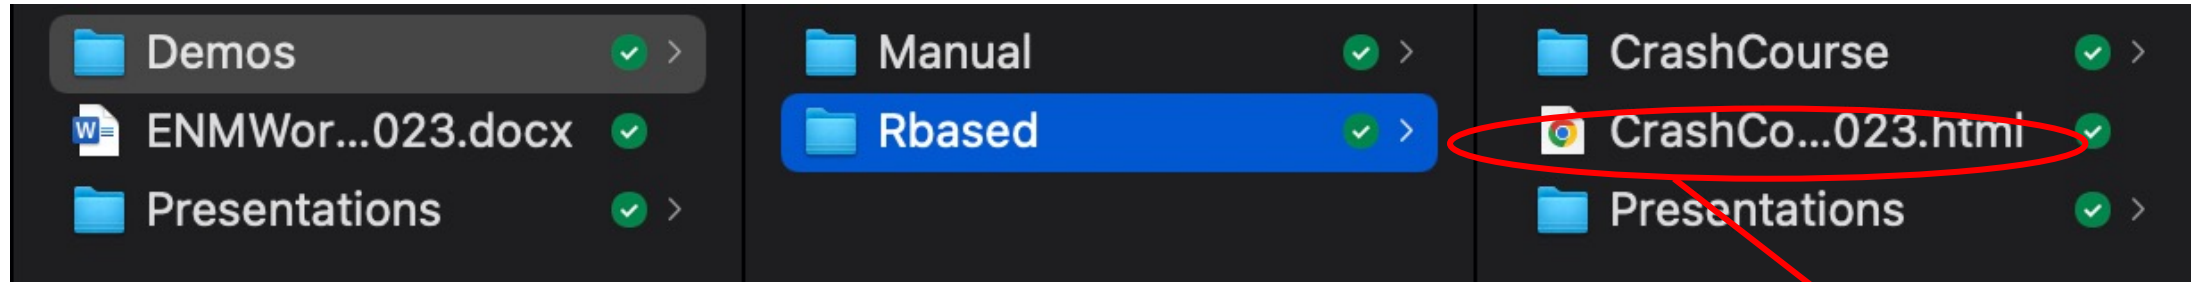 Demos
ENMWor...023.docx
Presentations
Manual
Rbased
CrashCourse
CrashCo...023.html
Presentations